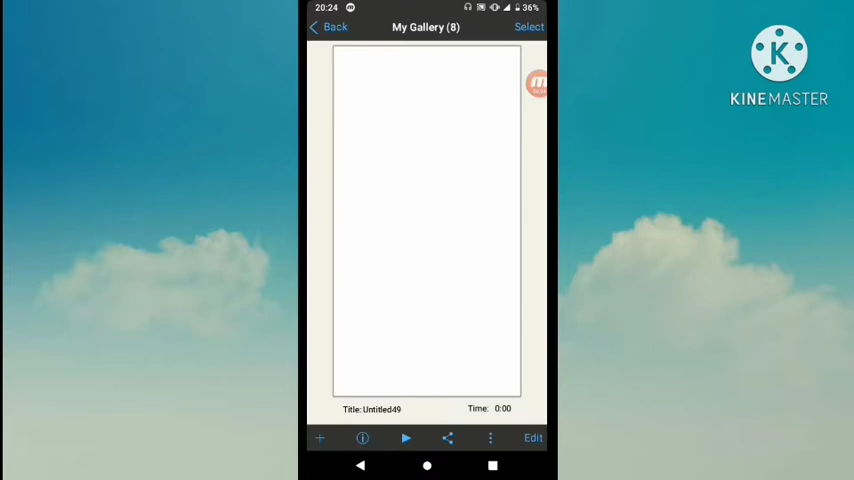 20:24
36%
Back
My Gallery (8)
Select
K
KINEMASTER
Title: Untitled49
Time: 0:00
Edit